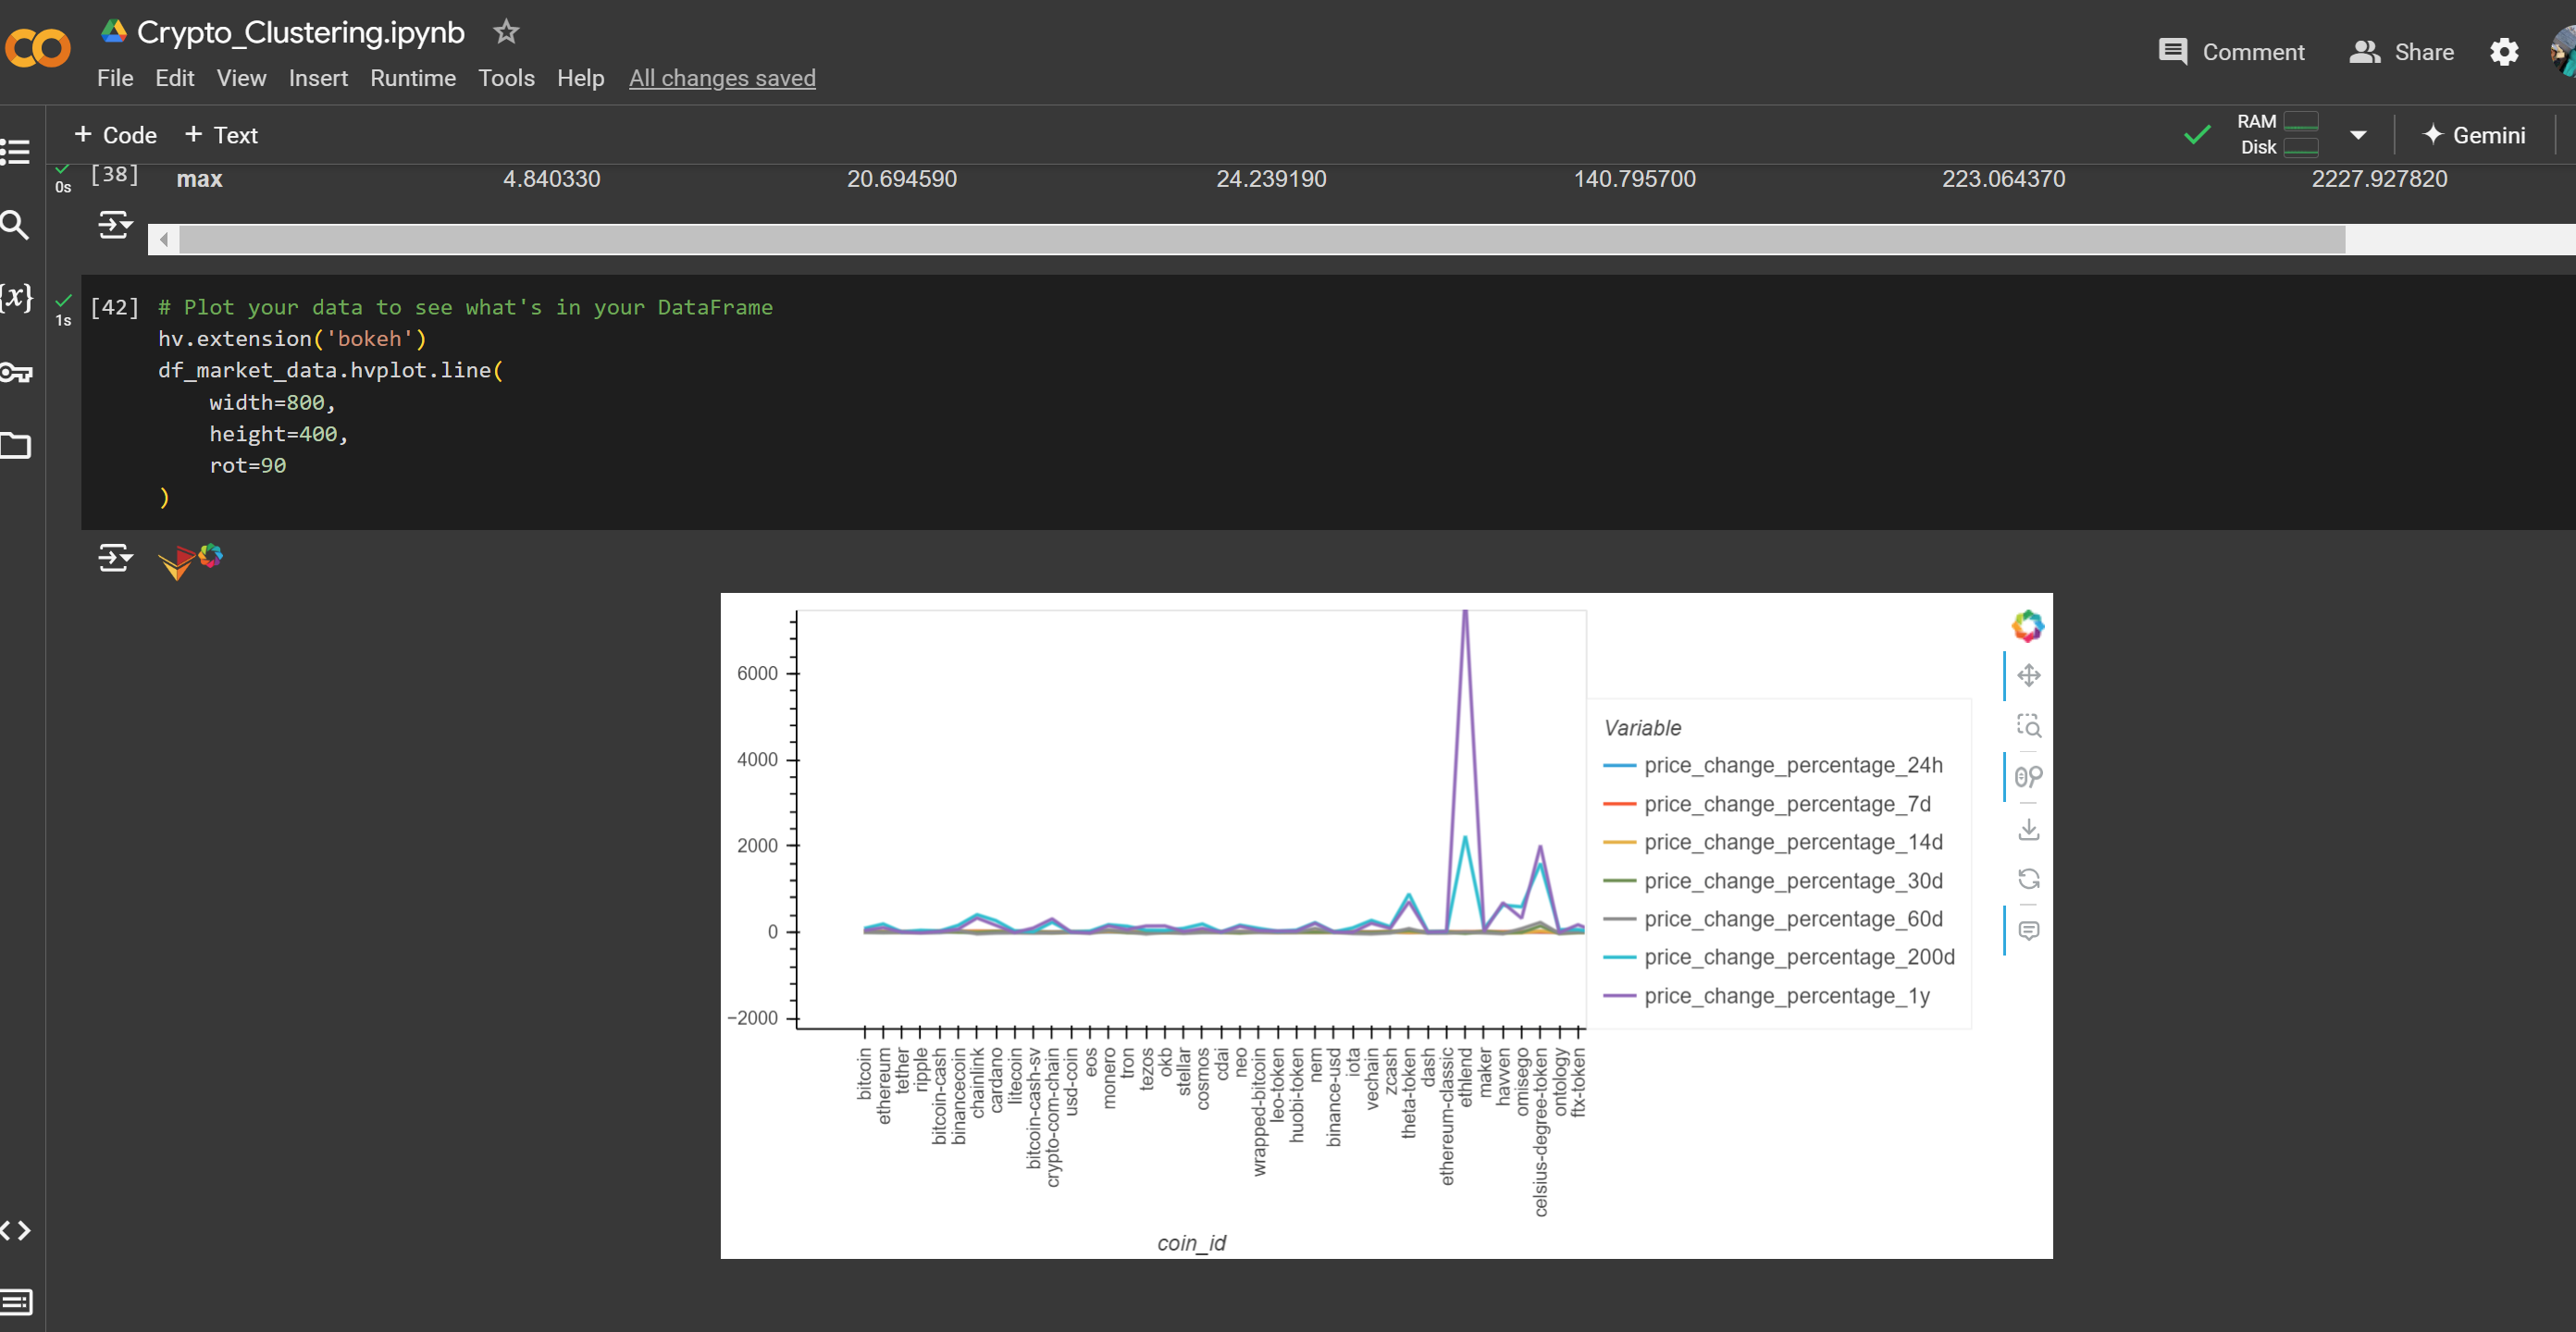 Crypto_Clustering.ipynb
Comment
Share
File Edit View Insert Runtime Tools Help All changes saved
+ Code + Text
RAM
Disk
Gemini
0s
[38] max 4.840330 20.694590 24.239190 140.795700 223.064370 2227.927820
{x}
1s
[42] # Plot your data to see what's in your DataFrame
hv.extension('bokeh')
df_market_data.hvplot.line(
width=800,
height=400,
rot=90
)
6000
4000
2000
0
−2000
Variable
price_change_percentage_24h
price_change_percentage_7d
price_change_percentage_14d
price_change_percentage_30d
price_change_percentage_60d
price_change_percentage_200d
price_change_percentage_1y
bitcoin
ethereum
tether
ripple
bitcoin-cash
binancecoin
chainlink
cardano
litecoin
bitcoin-cash-sv
crypto-com-chain
usd-coin
eos
monero
tron
tezos
okb
stellar
cosmos
cdai
neo
wrapped-bitcoin
leo-token
huobi-token
nem
binance-usd
iota
vechain
zcash
theta-token
dash
ethereum-classic
ethlend
maker
havven
omisego
celsius-degree-token
ontology
ftx-token
coin_id